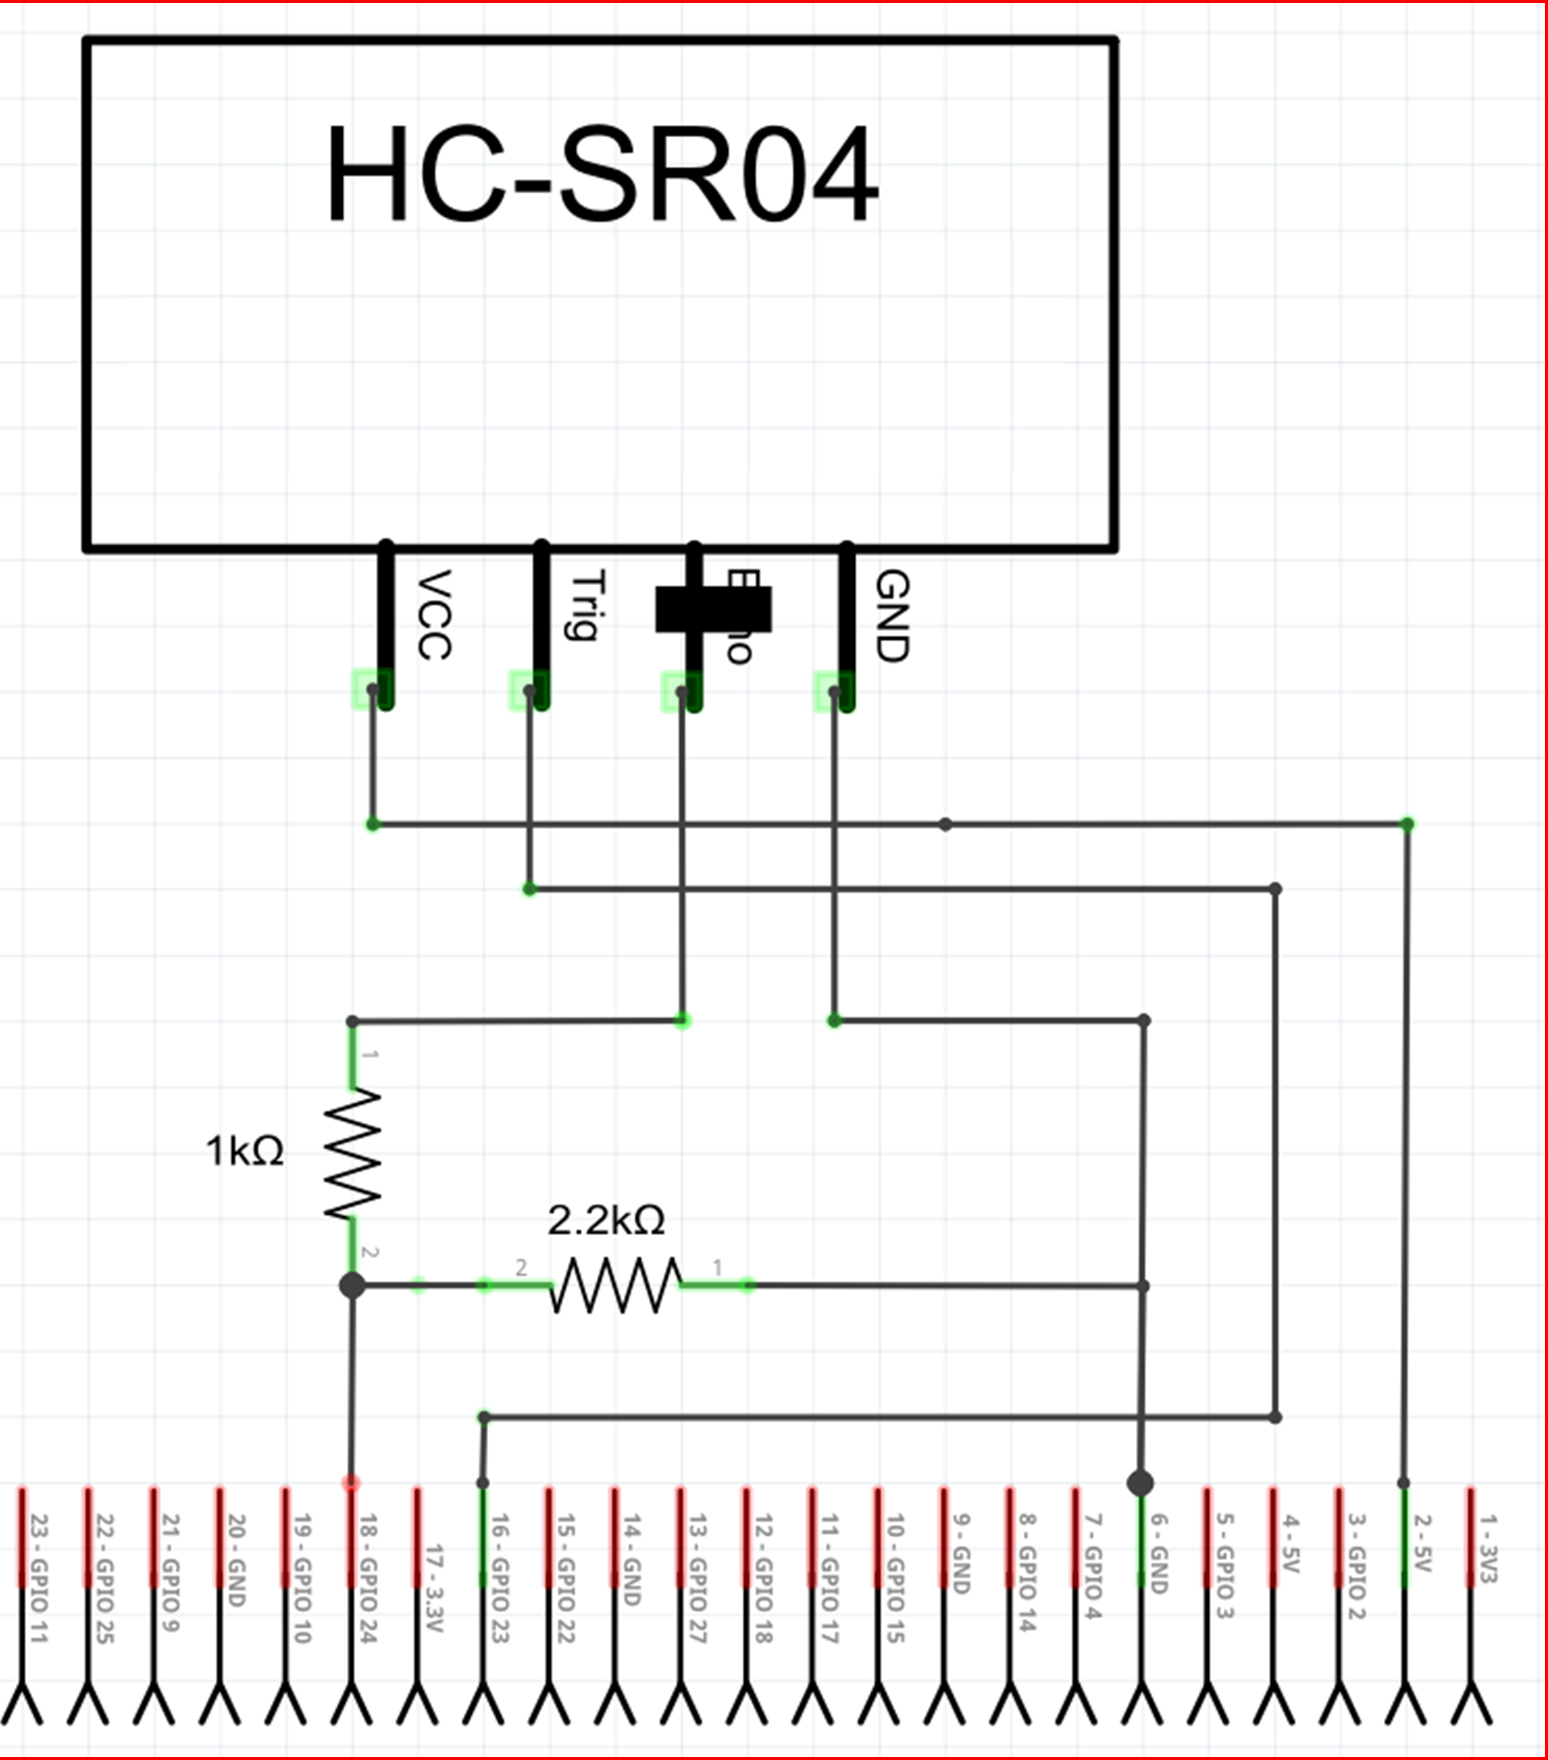 HC-SR04
VCC
Trig
GND
1
1kΩ
2
2.2kΩ
2
1
23 - GPIO 11
22 - GPIO 25
21 - GPIO 9
20 - GND
19 - GPIO 10
18 - GPIO 24
17 - 3.3V
16 - GPIO 23
15 - GPIO 22
14 - GND
13 - GPIO 27
12 - GPIO 18
11 - GPIO 17
10 - GPIO 15
9 - GND
8 - GPIO 14
7 - GPIO 4
6 - GND
5 - GPIO 3
4 - 5V
3 - GPIO 2
2 - 5V
1 - 3V3